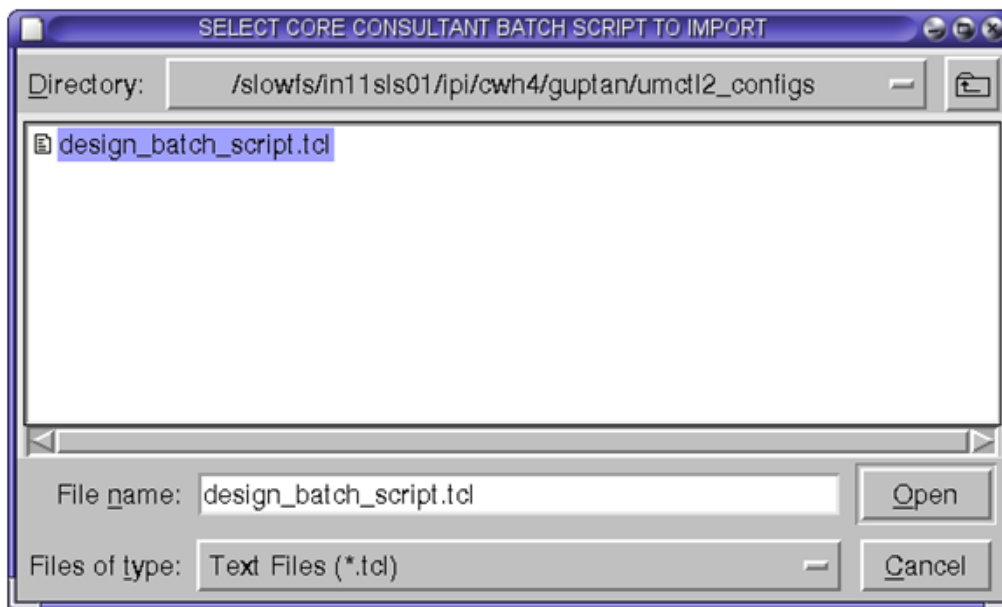 SELECT CORE CONSULTANT BATCH SCRIPT TO IMPORT
Directory: /slowfs/in11sls01/ipi/cwh4/guptan/umctl2_configs
design_batch_script.tcl
File name: design_batch_script.tcl Open
Files of type: Text Files (*.tcl) Cancel